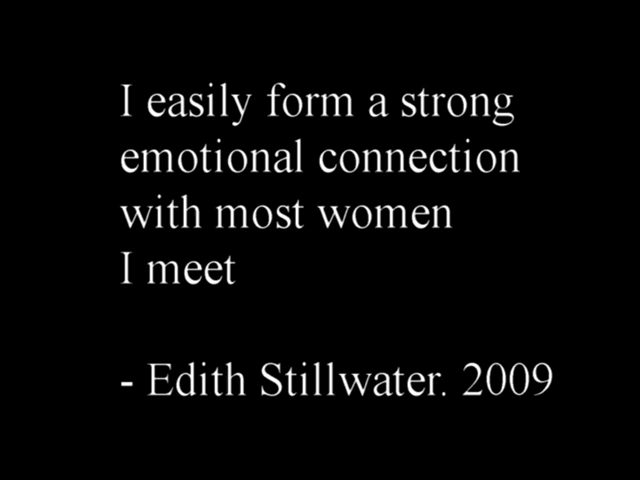 I easily form a strong
emotional connection
with most women
I meet
- Edith Stillwater. 2009